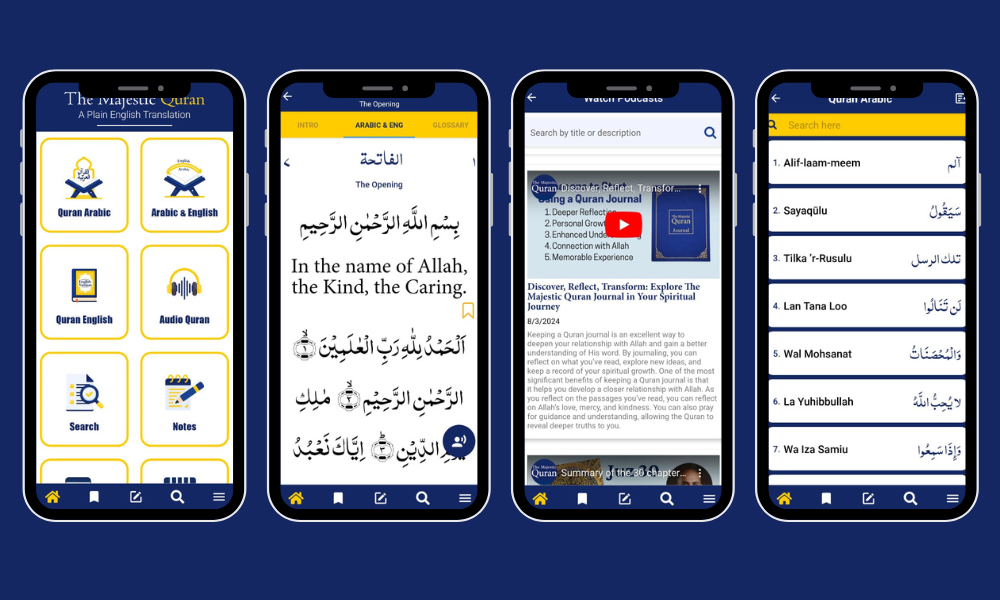 The Majestic Quran
A Plain English Translation
Quran Arabic
Arabic & English
Quran English
Audio Quran
Search
Notes
The Opening
INTRO
ARABIC & ENG
GLOSSARY
الفاتحة
The Opening
بِسْمِ اللَّهِ الرَّحْمٰنِ الرَّحِيْمِ
In the name of Allah,
the Kind, the Caring.
اَلْحَمْدُ لِلّٰهِ رَبِّ الْعٰلَمِيْنَ ۝١
الرَّحْمٰنِ الرَّحِيْمِ ۝٢ مٰلِكِ
الدِّيْنِ ۝٣ اِيَّاكَ نَعْبُدُ
Watch Podcasts
Search by title or description
The Majestic Quran
Discover, Reflect, Transfor...
Using a Quran Journal
1. Deeper Reflection
2. Personal Growth
3. Enhanced
4. Connection with Allah
5. Memorable Experience
The Majestic
Quran
Journal
Discover, Reflect, Transform: Explore The
Majestic Quran Journal in Your Spiritual
Journey
8/3/2024
Keeping a Quran journal is an excellent way to
deepen your relationship with Allah and gain a better
understanding of His word. By journaling, you can
reflect on what you've read, explore new ideas, and
keep a record of your spiritual growth. One of the most
significant benefits of keeping a Quran journal is that
it helps you develop a closer relationship with Allah. As
you reflect on the passages you've read, you can reflect
on Allah's love, mercy, and kindness. You can also pray
for guidance and understanding, allowing the Quran to
reveal deeper truths to you.
The Majestic Quran
Summary of the 30 chapter...
Quran Arabic
Search here
1. Alif-laam-meem آلم
2. Sayaqūlu سَيَقُولُ
3. Tilka 'r-Rusulu تلك الرسل
4. Lan Tana Loo لَن تَنَالُوا
5. Wal Mohsanat وَالْمُحْصَنَاتُ
6. La Yuhibbullah لا يُحِبُّ اللَّهُ
7. Wa Iza Samiu وَإِذَا سَمِعُوا